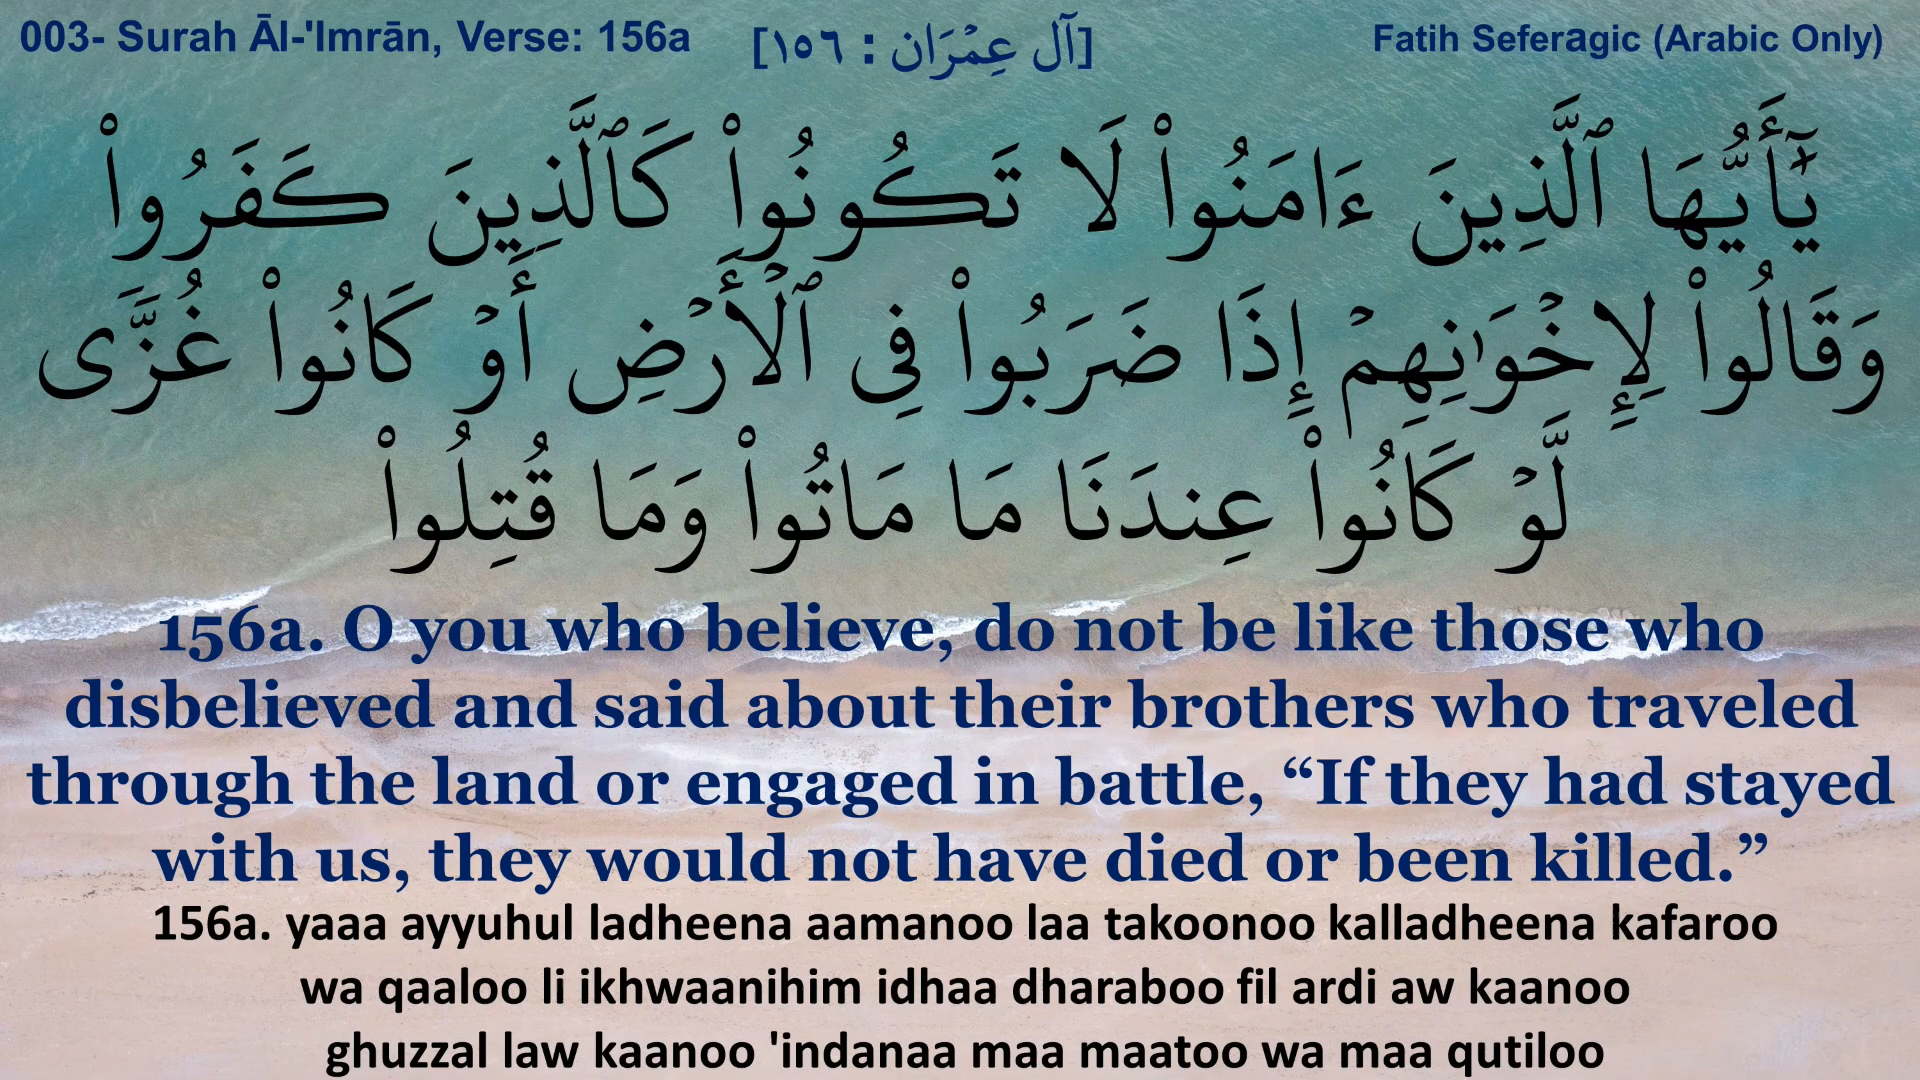 003- Surah Āl-'Imrān, Verse: 156a
[آل عِمۡرَان : ١٥٦]
Fatih Seferagic (Arabic Only)
يَٰٓأَيُّهَا ٱلَّذِينَ ءَامَنُواْ لَا تَكُونُواْ كَٱلَّذِينَ كَفَرُواْ
وَقَالُواْ لِإِخۡوَٰنِهِمۡ إِذَا ضَرَبُواْ فِى ٱلۡأَرۡضِ أَوۡ كَانُواْ غُزَّى
لَّوۡ كَانُواْ عِندَنَا مَا مَاتُواْ وَمَا قُتِلُواْ
156a. O you who believe, do not be like those who
disbelieved and said about their brothers who traveled
through the land or engaged in battle, “If they had stayed
with us, they would not have died or been killed.”
156a. yaaa ayyuhul ladheena aamanoo laa takoonoo kalladheena kafaroo
wa qaaloo li ikhwaanihim idhaa dharaboo fil ardi aw kaanoo
ghuzzal law kaanoo 'indanaa maa maatoo wa maa qutiloo